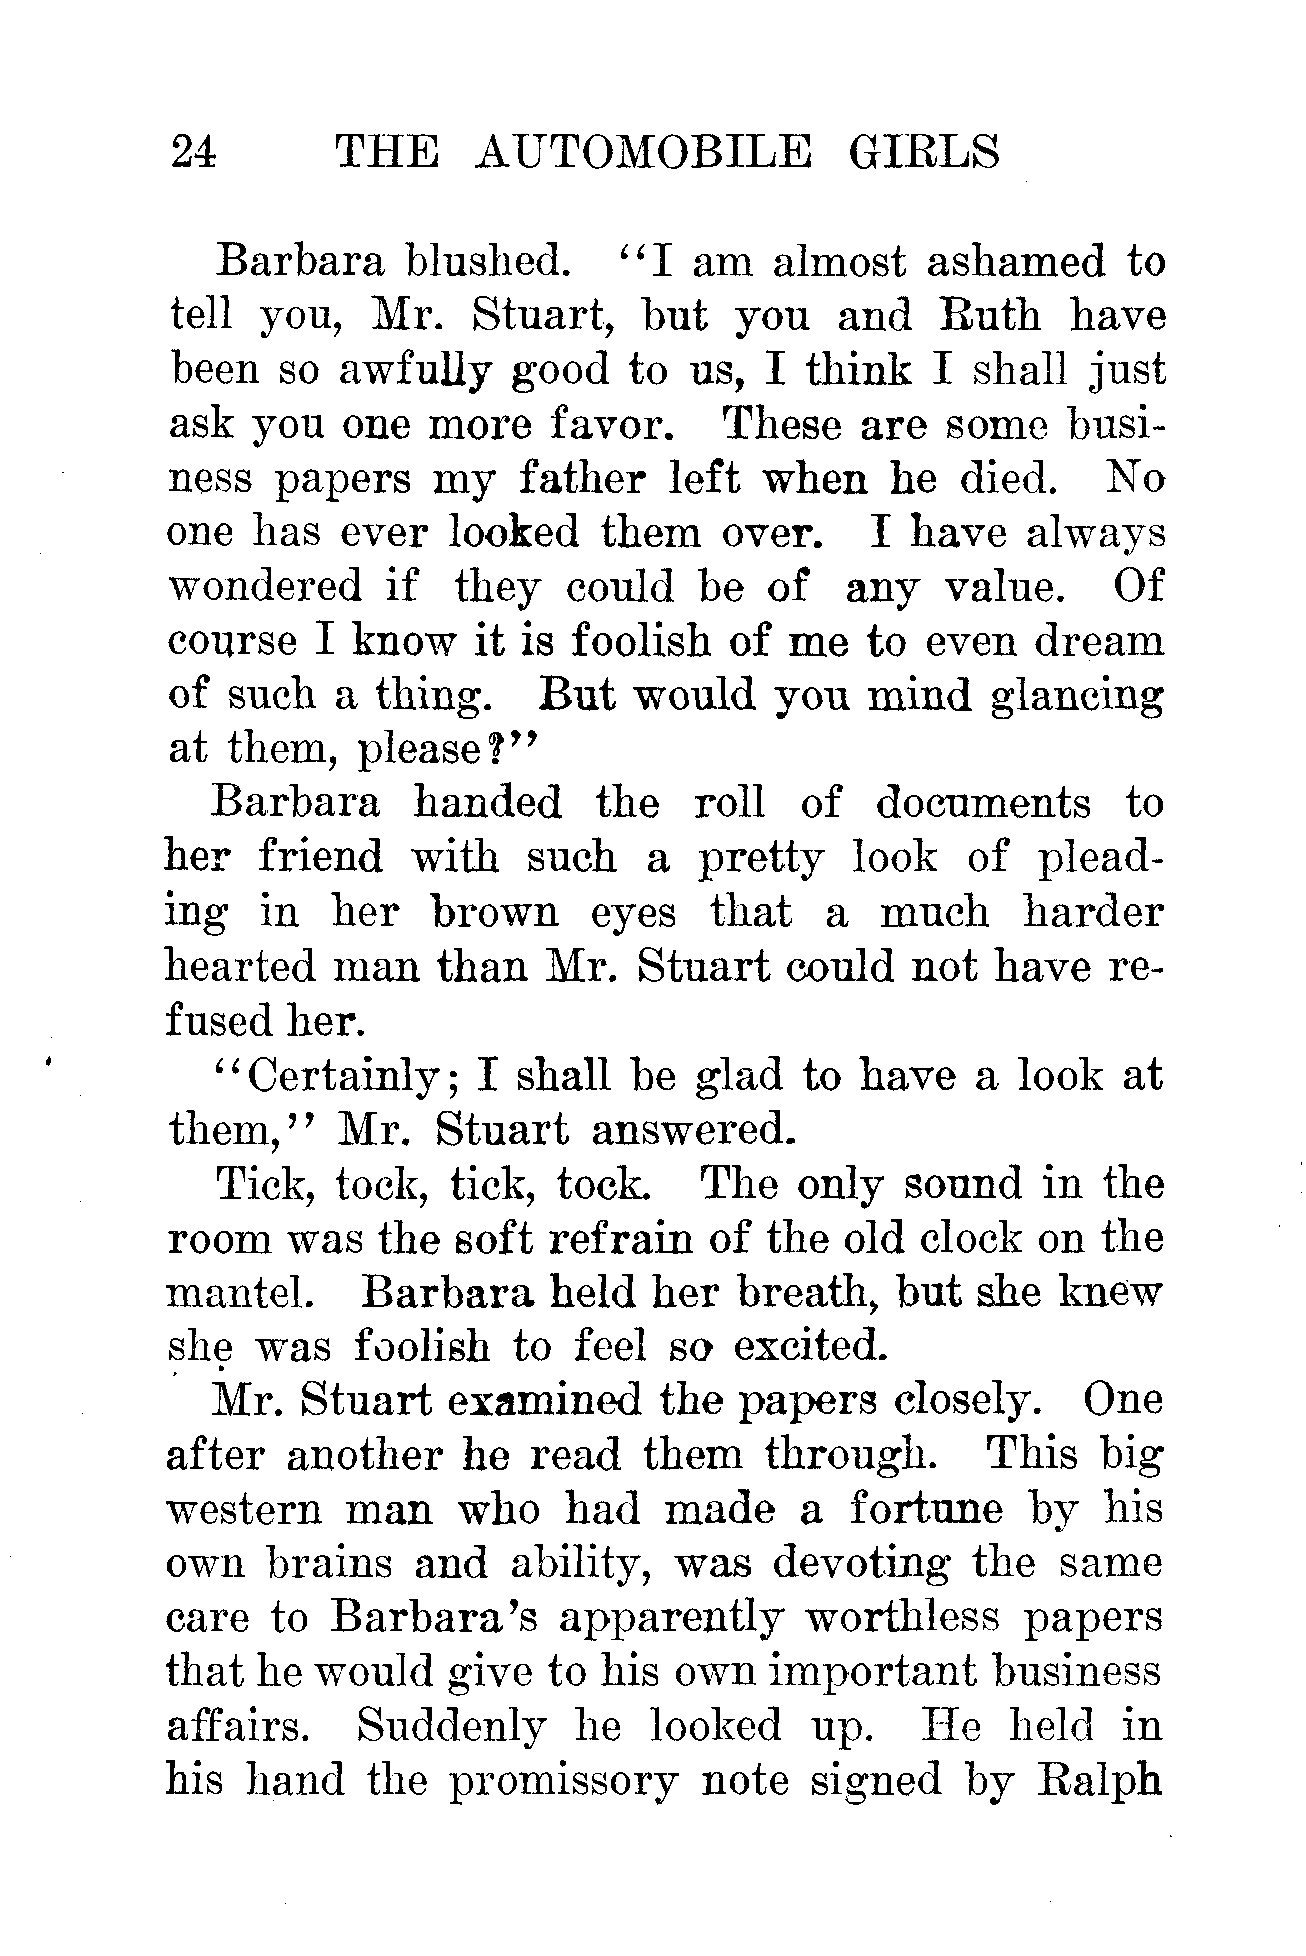 24 THE AUTOMOBILE GIRLS
Barbara blushed. “I am almost ashamed to
tell you, Mr. Stuart, but you and Ruth have
been so awfully good to us, I think I shall just
ask you one more favor. These are some busi-
ness papers my father left when he died. No
one has ever looked them over. I have always
wondered if they could be of any value. Of
course I know it is foolish of me to even dream
of such a thing. But would you mind glancing
at them, please?”
Barbara handed the roll of documents to
her friend with such a pretty look of plead-
ing in her brown eyes that a much harder
hearted man than Mr. Stuart could not have re-
fused her.
“Certainly; I shall be glad to have a look at
them,” Mr. Stuart answered.
Tick, tock, tick, tock. The only sound in the
room was the soft refrain of the old clock on the
mantel. Barbara held her breath, but she knew
she was foolish to feel so excited.
Mr. Stuart examined the papers closely. One
after another he read them through. This big
western man who had made a fortune by his
own brains and ability, was devoting the same
care to Barbara’s apparently worthless papers
that he would give to his own important business
affairs. Suddenly he looked up. He held in
his hand the promissory note signed by Ralph